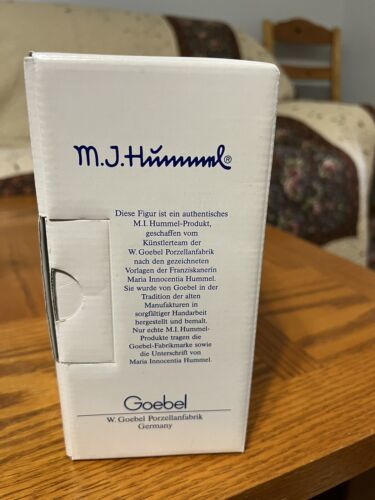 M.J.Hümmel®
Diese Figur ist ein authentisches
M.I. Hummel-Produkt,
geschaffen vom
Künstlerteam der
W. Goebel Porzellanfabrik
nach den gezeichneten
Vorlagen der Franziskanerin
Maria Innocentia Hummel.
Sie wurde von Goebel in der
Tradition der alten
Manufakturen in
sorgfältiger Handarbeit
hergestellt und bemalt.
Nur echte M.I. Hummel-
Produkte tragen die
Goebel-Fabrikmarke sowie
die Unterschrift von
Maria Innocentia Hummel.
Goebel
W. Goebel Porzellanfabrik
Germany